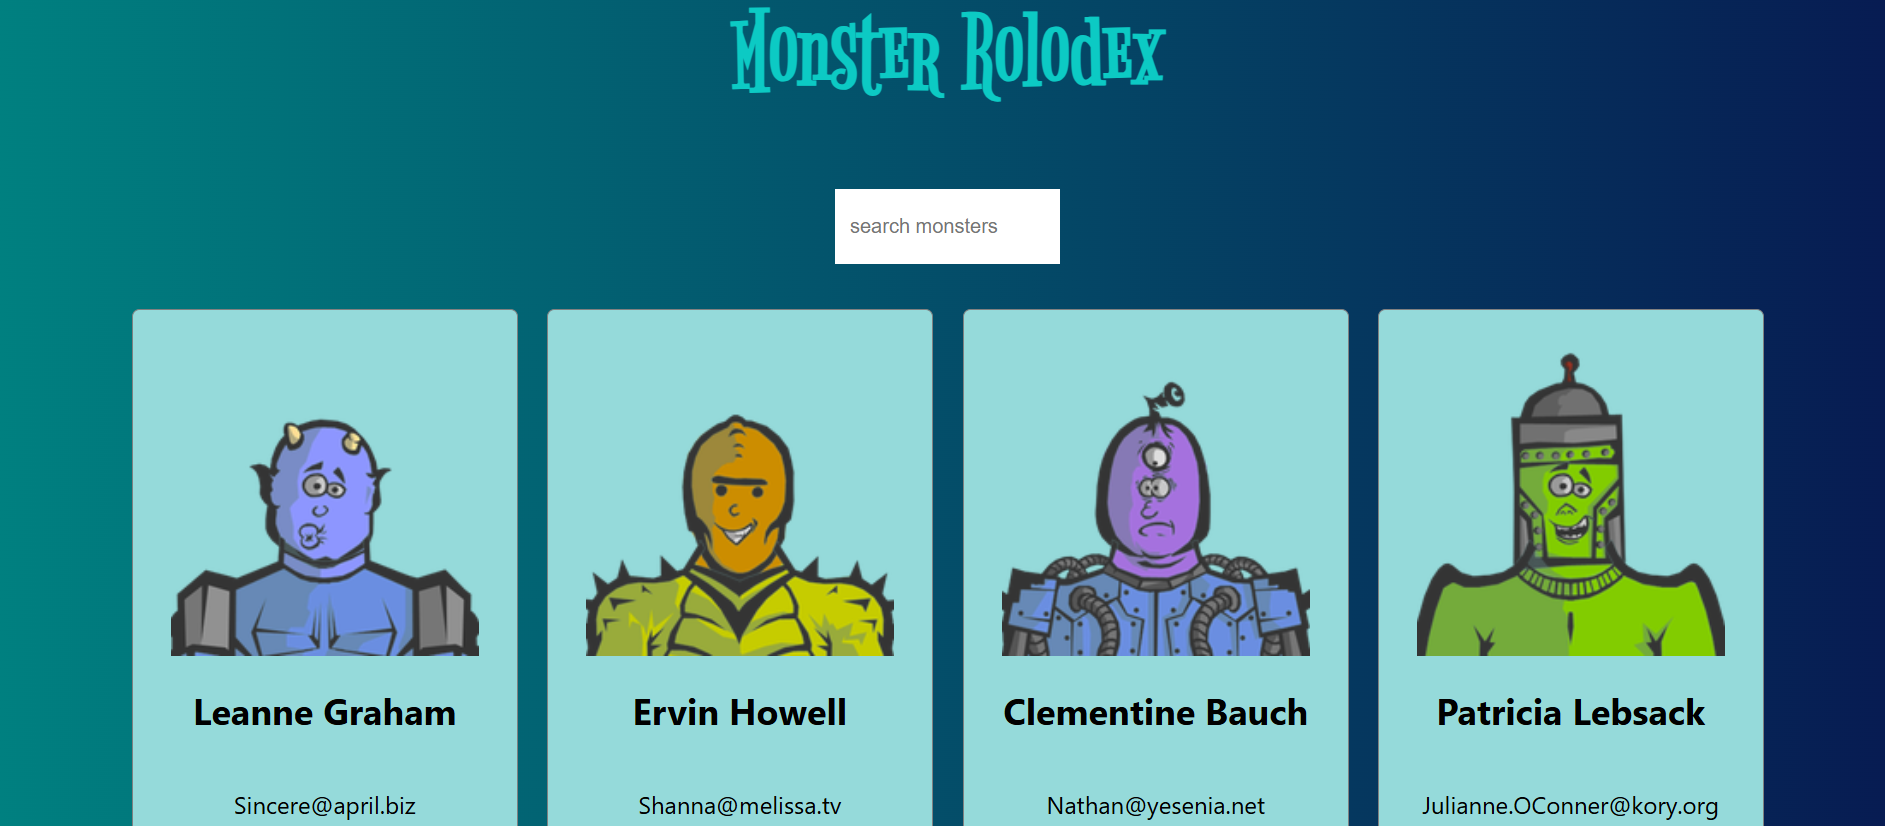 Monster Rolodex
search monsters
Leanne Graham
Ervin Howell
Clementine Bauch
Patricia Lebsack
Sincere@april.biz
Shanna@melissa.tv
Nathan@yesenia.net
Julianne.OConner@kory.org